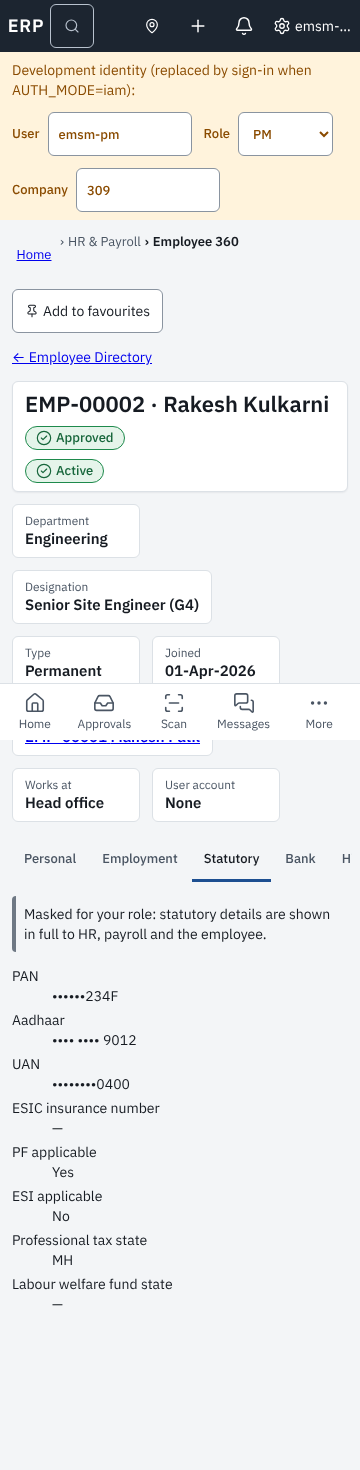 ERP
emsm-...
Development identity (replaced by sign-in when
AUTH_MODE=iam):
User
emsm-pm
Role
PM
Company
309
Home › HR & Payroll › Employee 360
Add to favourites
← Employee Directory
EMP-00002 · Rakesh Kulkarni
Approved
Active
Department
Engineering
Designation
Senior Site Engineer (G4)
Type
Permanent
Joined
01-Apr-2026
Home
Approvals
Scan
Messages
More
Works at
Head office
User account
None
Personal
Employment
Statutory
Bank
H
Masked for your role: statutory details are shown
in full to HR, payroll and the employee.
PAN
••••••234F
Aadhaar
•••• •••• 9012
UAN
••••••••0400
ESIC insurance number
—
PF applicable
Yes
ESI applicable
No
Professional tax state
MH
Labour welfare fund state
—